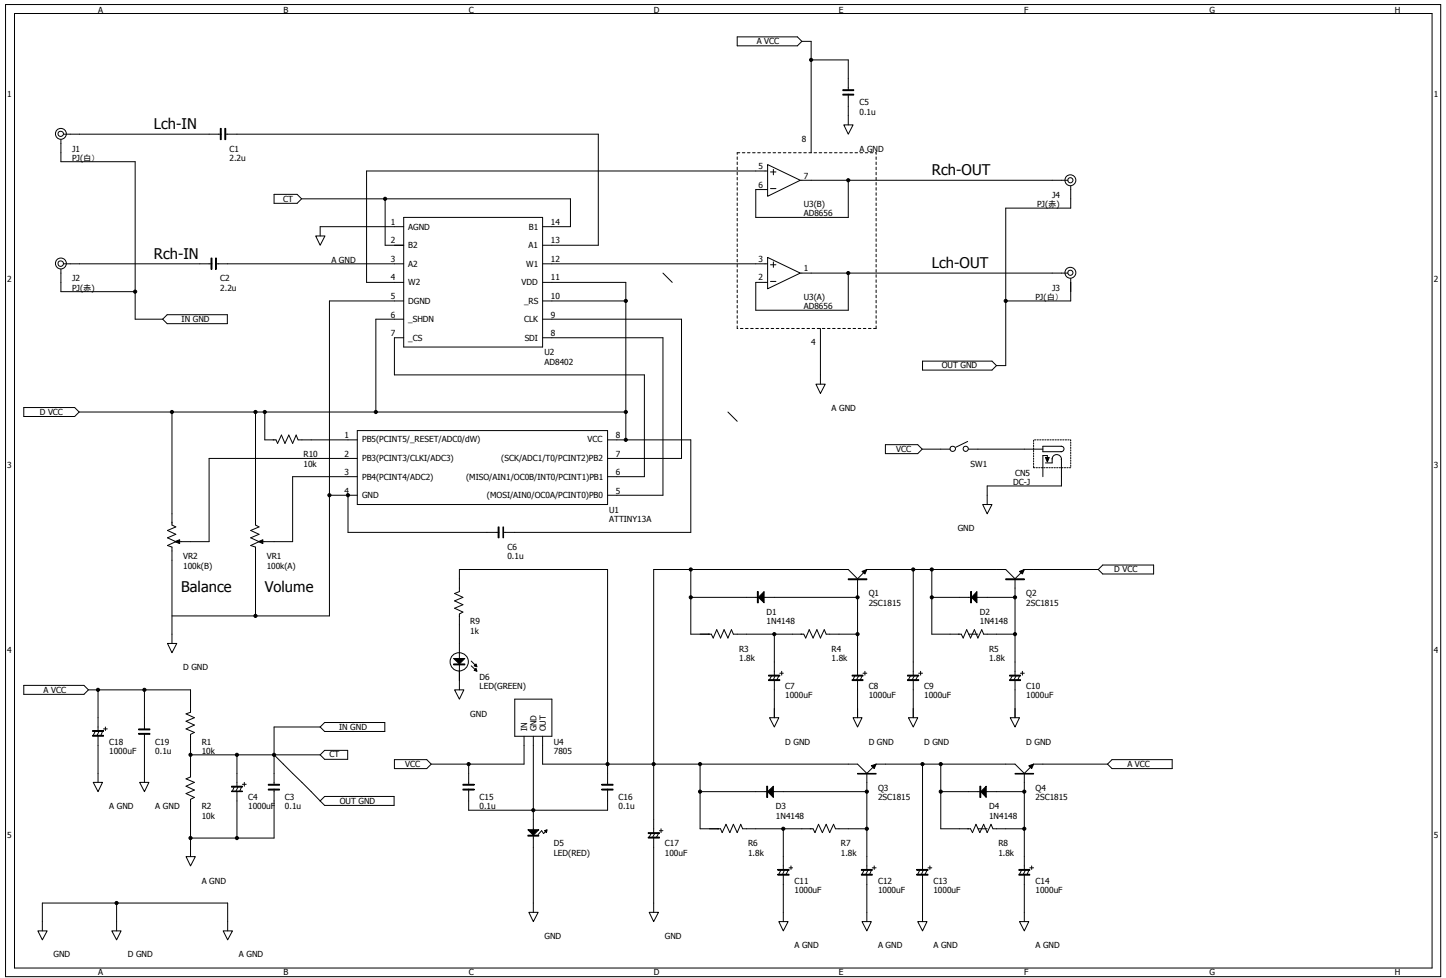 A B C D E F G H
1
1
A VCC
C5
0.1u
8
A GND
Lch-IN
C1
2.2u
J1
PJ(白)
CT
5
6
7
U3(B)
AD8656
Rch-OUT
J4
PJ(赤)
Rch-IN
C2
2.2u
J2
PJ(赤)
IN GND
A GND
1 AGND B1 14
2 B2 A1 13
3 A2 W1 12
4 W2 VDD 11
5 DGND _RS 10
6 _SHDN CLK 9
7 _CS SDI 8
U2
AD8402
2
2
3
2
1
U3(A)
AD8656
Lch-OUT
J3
PJ(白)
4
OUT GND
A GND
D VCC
R10
10k
1 PB5(PCINT5/_RESET/ADC0/dW) VCC 8
2 PB3(PCINT3/CLKI/ADC3) (SCK/ADC1/T0/PCINT2)PB2 7
3 PB4(PCINT4/ADC2) (MISO/AIN1/OC0B/INT0/PCINT1)PB1 6
4 GND (MOSI/AIN0/OC0A/PCINT0)PB0 5
U1
ATTINY13A
3
3
VCC
SW1
CN5
DC-J
GND
C6
0.1u
VR2
100k(B)
Balance
VR1
100k(A)
Volume
D GND
R9
1k
D6
LED(GREEN)
GND
4
4
D1
1N4148
Q1
2SC1815
D2
1N4148
Q2
2SC1815
D VCC
R3
1.8k
R4
1.8k
R5
1.8k
C7
1000uF
C8
1000uF
C9
1000uF
C10
1000uF
D GND
D GND
D GND
D GND
A VCC
C18
1000uF
C19
0.1u
R1
10k
A GND
A GND
R2
10k
C4
1000uF
C3
0.1u
IN GND
CT
OUT GND
A GND
IN
GND
OUT
U4
7805
VCC
C15
0.1u
C16
0.1u
D5
LED(RED)
GND
C17
100uF
GND
5
5
D3
1N4148
Q3
2SC1815
D4
1N4148
Q4
2SC1815
A VCC
R6
1.8k
R7
1.8k
R8
1.8k
C11
1000uF
C12
1000uF
C13
1000uF
C14
1000uF
A GND
A GND
A GND
A GND
GND
D GND
A GND
A B C D E F G H